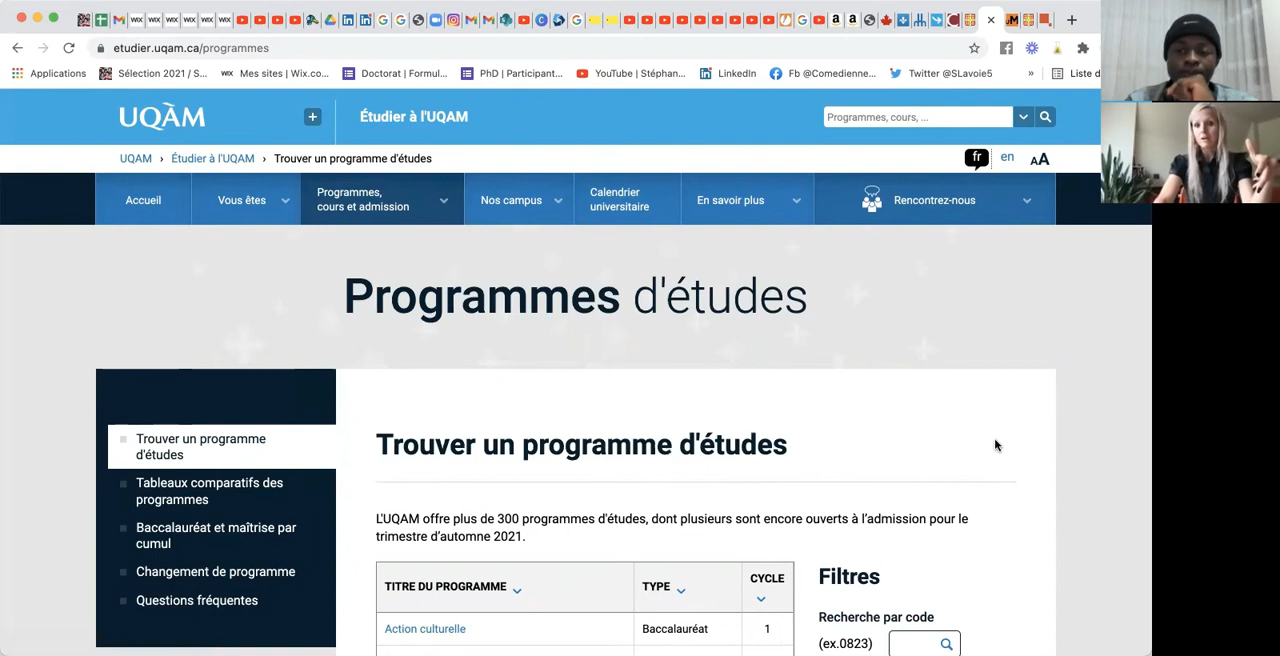 etudier.uqam.ca/programmes
Applications
Sélection 2021 / S...
Mes sites | Wix.co...
Doctorat | Formul...
PhD | Participant...
YouTube | Stéphan...
LinkedIn
Fb @Comedienne...
Twitter @SLavoie5
»
Liste d
UQÀM
Étudier à l'UQAM
Programmes, cours, ...
UQAM › Étudier à l'UQAM › Trouver un programme d'études
fr
en
AA
Accueil
Vous êtes
Programmes,
cours et admission
Nos campus
Calendrier
universitaire
En savoir plus
Rencontrez-nous
Programmes d'études
Trouver un programme
d'études
Tableaux comparatifs des
programmes
Baccalauréat et maîtrise par
cumul
Changement de programme
Questions fréquentes
Trouver un programme d'études
L'UQAM offre plus de 300 programmes d'études, dont plusieurs sont encore ouverts à l'admission pour le
trimestre d'automne 2021.
TITRE DU PROGRAMME
TYPE
CYCLE
Action culturelle
Baccalauréat
1
Filtres
Recherche par code
(ex.0823)